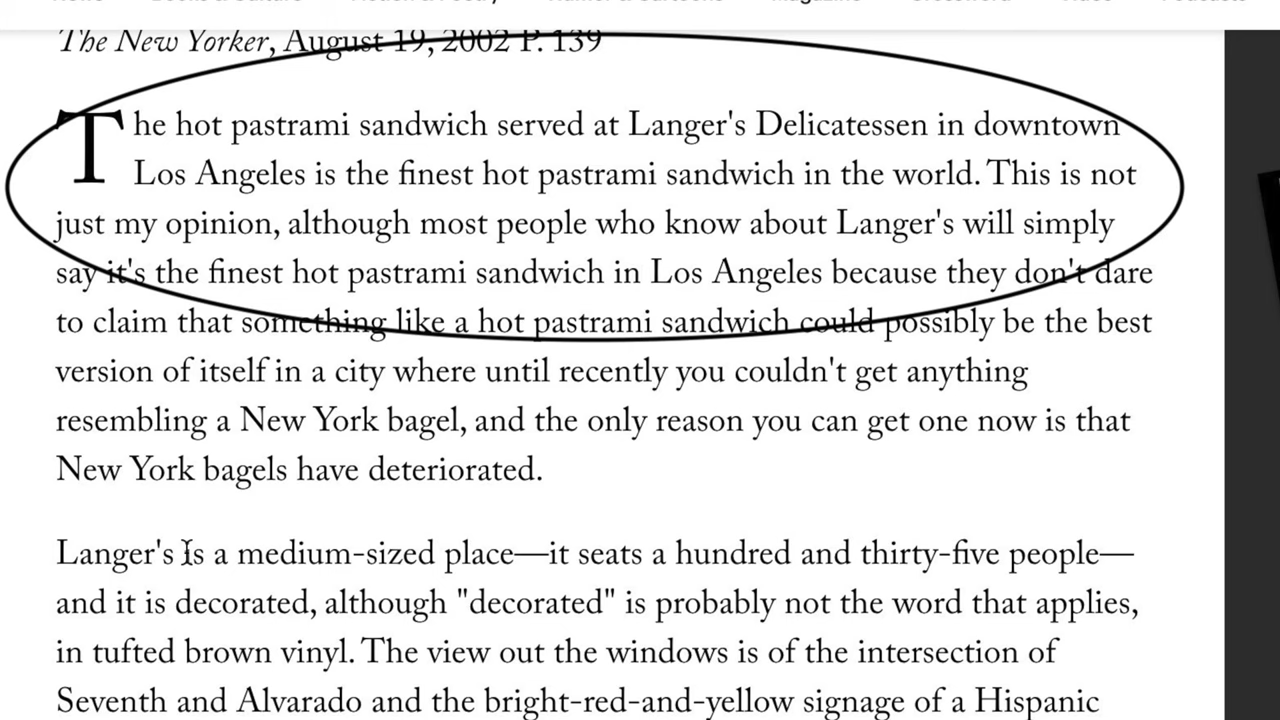 The New Yorker, August 19, 2002 P. 139
The hot pastrami sandwich served at Langer's Delicatessen in downtown
Los Angeles is the finest hot pastrami sandwich in the world. This is not
just my opinion, although most people who know about Langer's will simply
say it's the finest hot pastrami sandwich in Los Angeles because they don't dare
to claim that something like a hot pastrami sandwich could possibly be the best
version of itself in a city where until recently you couldn't get anything
resembling a New York bagel, and the only reason you can get one now is that
New York bagels have deteriorated.
Langer's is a medium-sized place—it seats a hundred and thirty-five people—
and it is decorated, although "decorated" is probably not the word that applies,
in tufted brown vinyl. The view out the windows is of the intersection of
Seventh and Alvarado and the bright-red-and-yellow signage of a Hispanic